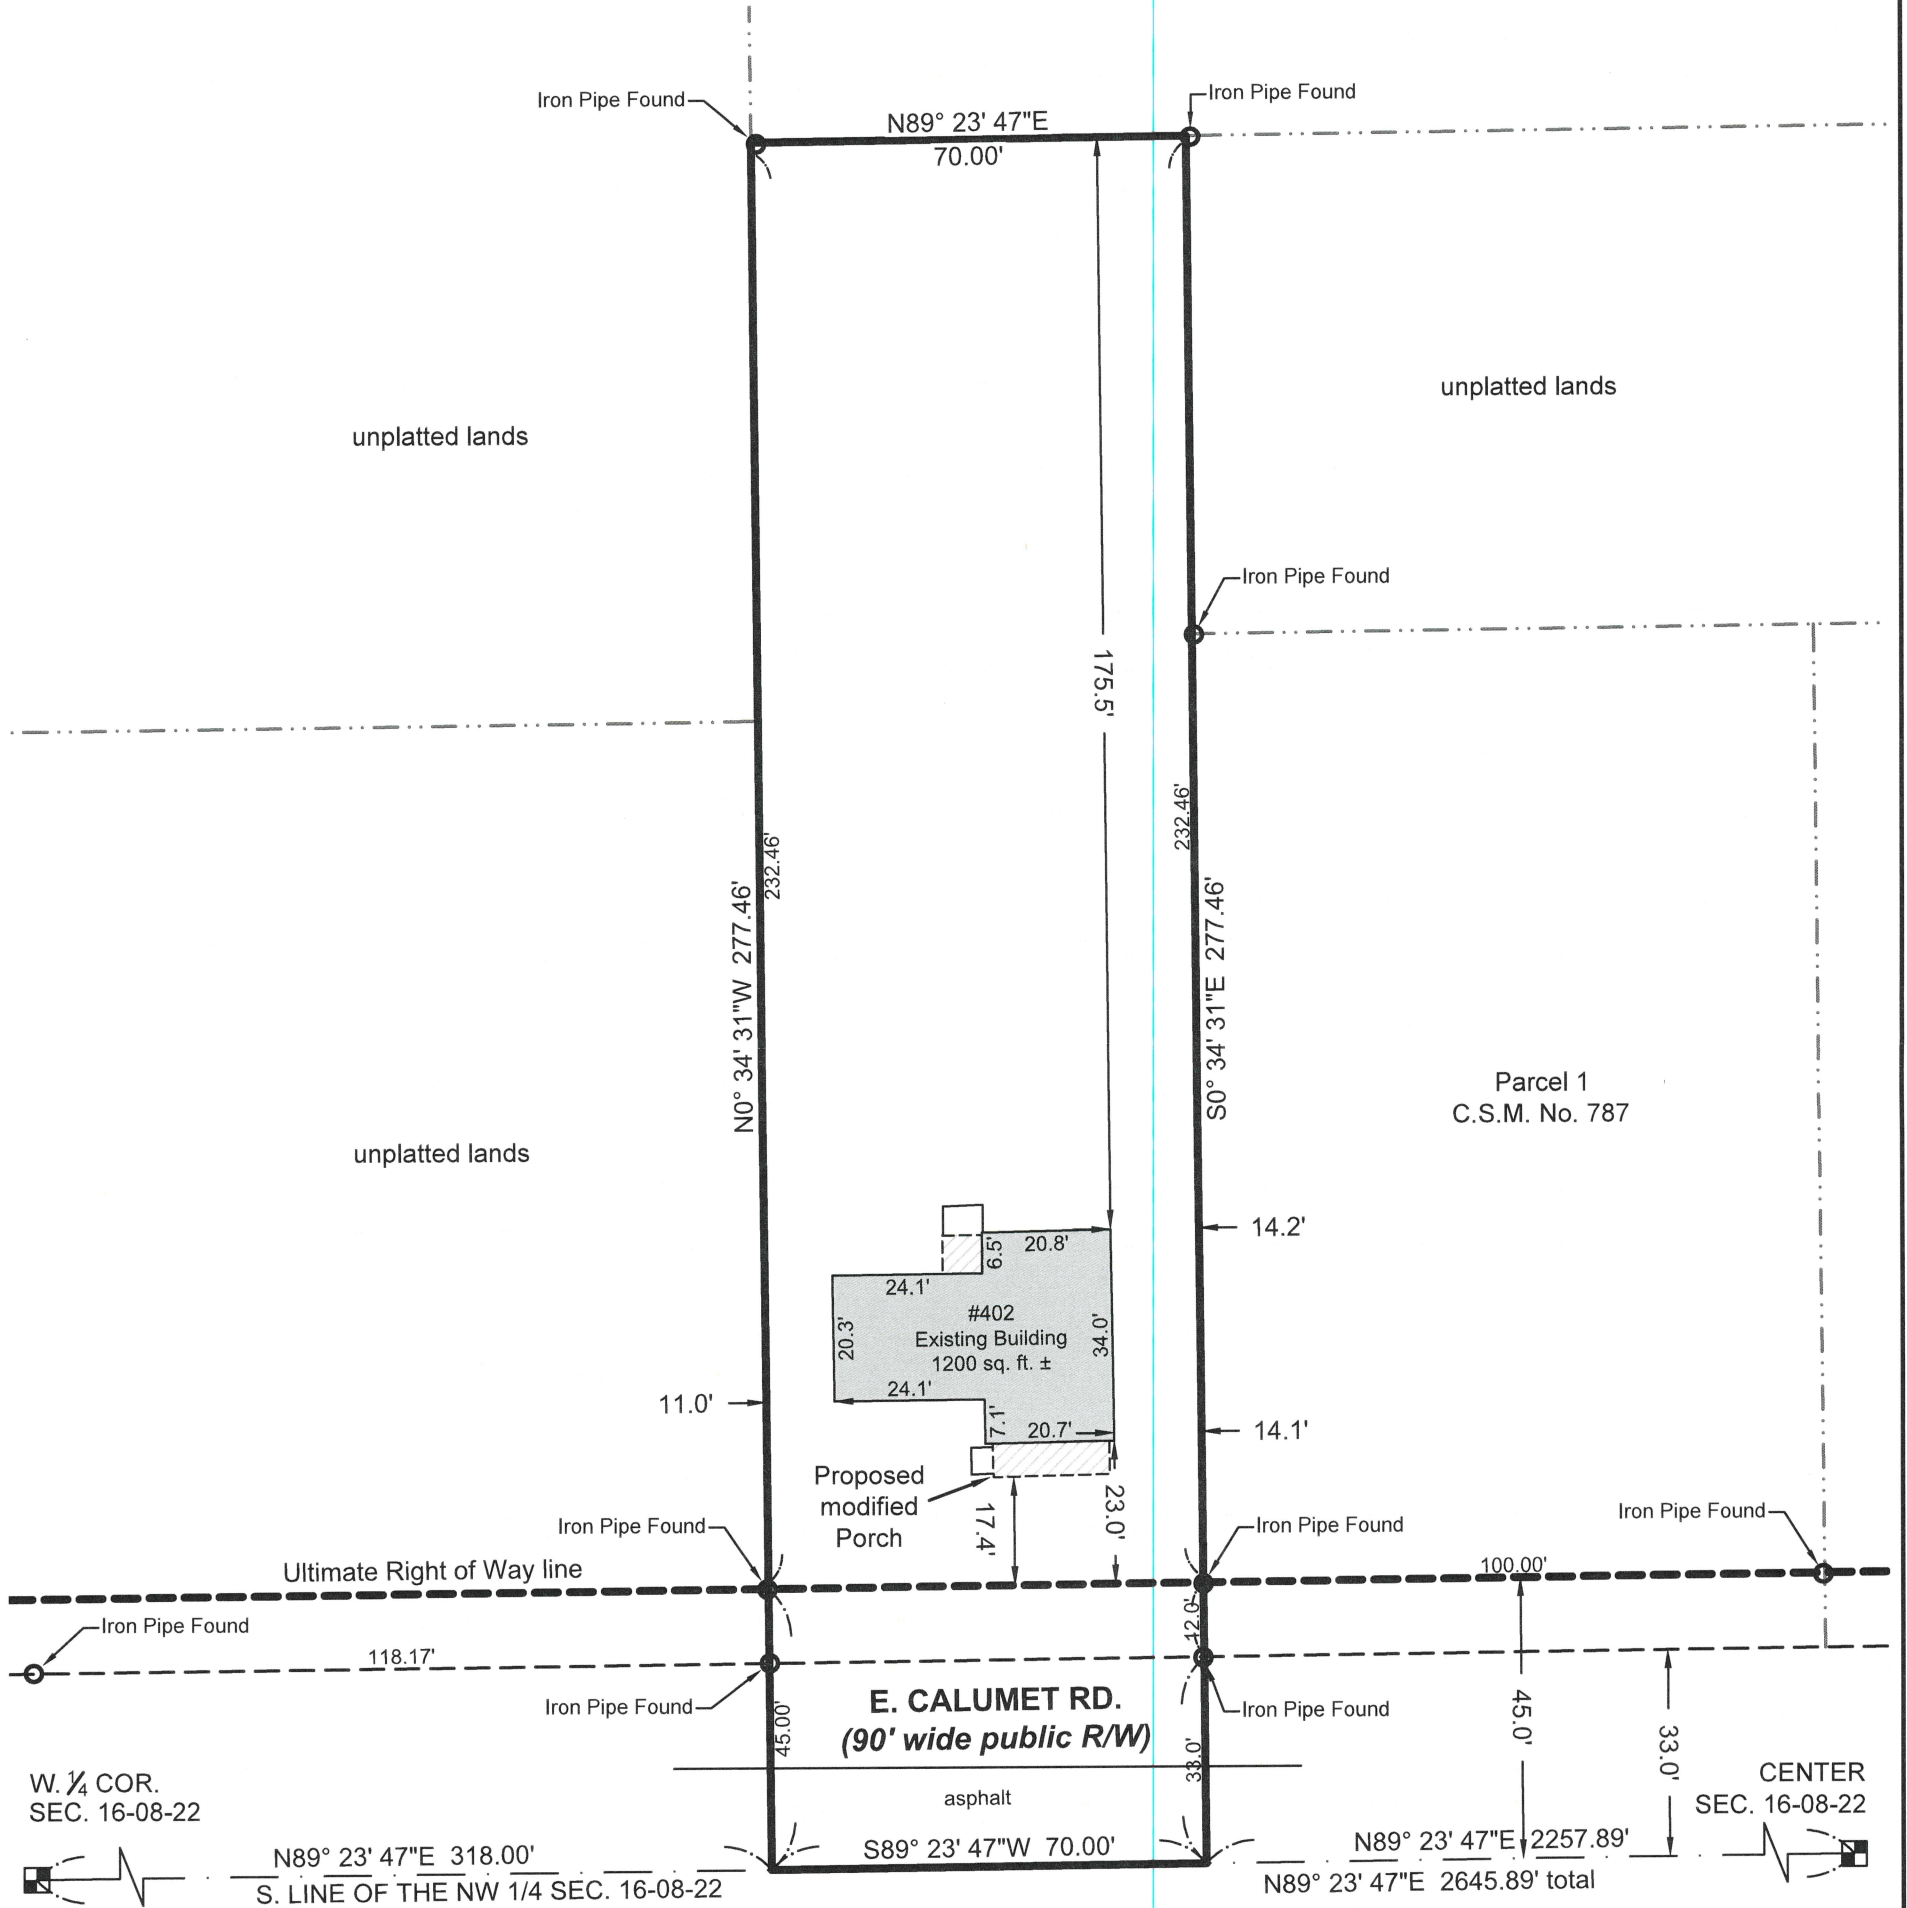 Iron Pipe Found
Iron Pipe Found
N89° 23' 47"E
70.00'
unplatted lands
unplatted lands
Iron Pipe Found
175.5'
232.46'
232.46'
N0° 34' 31"W 277.46'
S0° 34' 31"E 277.46'
Parcel 1
C.S.M. No. 787
unplatted lands
14.2'
6.5'
20.8'
24.1'
#402
Existing Building
1200 sq. ft. ±
20.3'
34.0'
24.1'
11.0'
7.1'
20.7'
14.1'
Proposed
modified
Porch
17.4'
23.0'
Iron Pipe Found
Iron Pipe Found
Iron Pipe Found
Ultimate Right of Way line
100.00'
Iron Pipe Found
12.0'
118.17'
Iron Pipe Found
E. CALUMET RD.
(90' wide public R/W)
Iron Pipe Found
45.00'
33.0'
45.0'
33.0'
asphalt
W. 1/4 COR.
SEC. 16-08-22
CENTER
SEC. 16-08-22
N89° 23' 47"E 318.00'
S. LINE OF THE NW 1/4 SEC. 16-08-22
S89° 23' 47"W 70.00'
N89° 23' 47"E 2257.89'
N89° 23' 47"E 2645.89' total